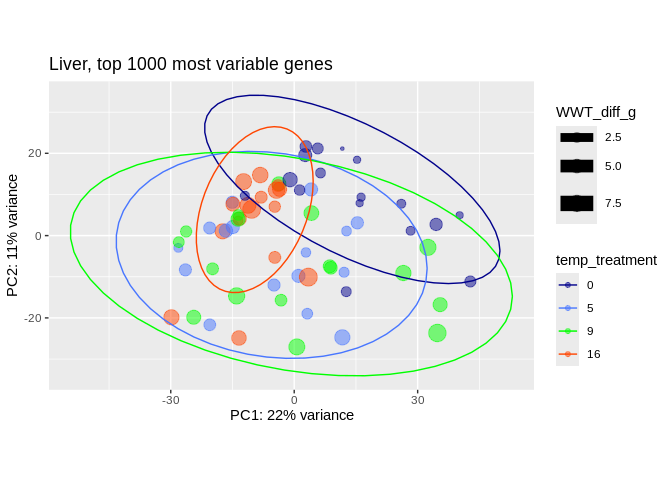 Liver, top 1000 most variable genes
20
0
-20
-30
0
30
PC1: 22% variance
PC2: 11% variance
WWT_diff_g
2.5
5.0
7.5
temp_treatment
0
5
9
16